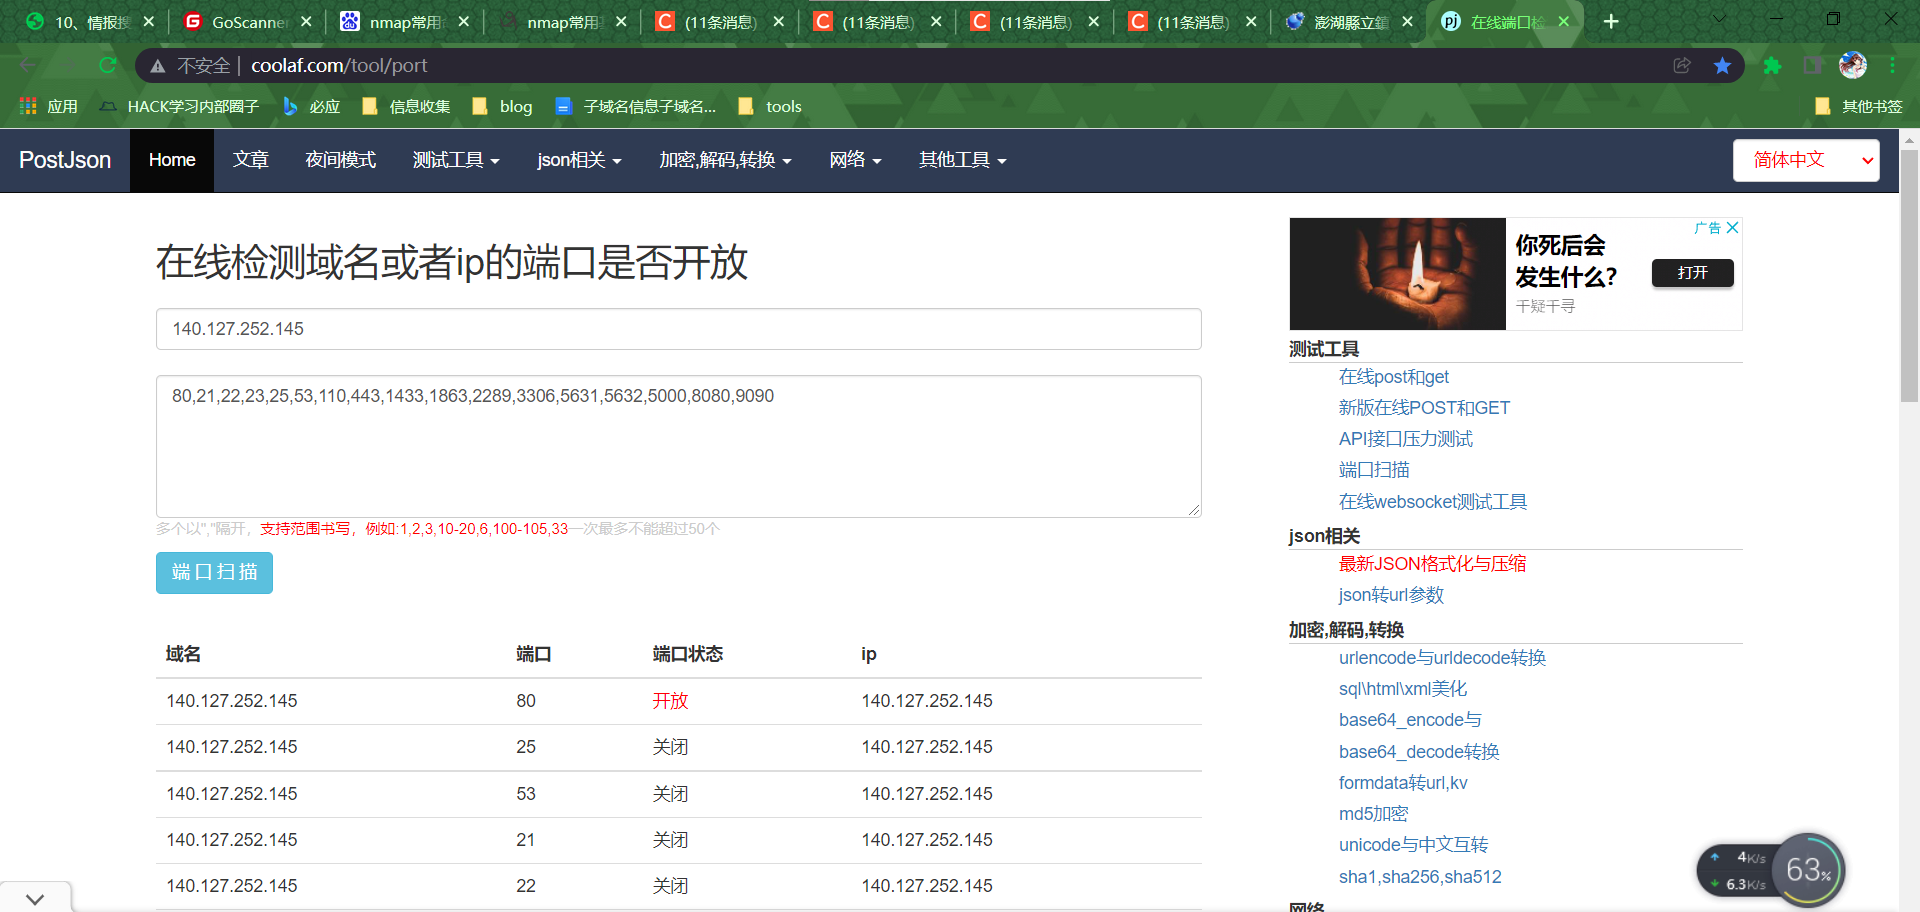 10、情报搜
GoScanner
nmap常用
nmap常用
(11条消息)
(11条消息)
(11条消息)
(11条消息)
澎湖縣立鎮
在线端口检
不安全 | coolaf.com/tool/port
应用
HACK学习内部圈子
必应
信息收集
blog
子域名信息子域名...
tools
其他书签
PostJson
Home
文章
夜间模式
测试工具
json相关
加密,解码,转换
网络
其他工具
简体中文
在线检测域名或者ip的端口是否开放
140.127.252.145
80,21,22,23,25,53,110,443,1433,1863,2289,3306,5631,5632,5000,8080,9090
多个以","隔开，支持范围书写，例如:1,2,3,10-20,6,100-105,33一次最多不能超过50个
端口扫描
域名 端口 端口状态 ip
140.127.252.145 80 开放 140.127.252.145
140.127.252.145 25 关闭 140.127.252.145
140.127.252.145 53 关闭 140.127.252.145
140.127.252.145 21 关闭 140.127.252.145
140.127.252.145 22 关闭 140.127.252.145
广告
你死后会
发生什么?
千疑千寻
打开
测试工具
在线post和get
新版在线POST和GET
API接口压力测试
端口扫描
在线websocket测试工具
json相关
最新JSON格式化与压缩
json转url参数
加密,解码,转换
urlencode与urldecode转换
sql\html\xml美化
base64_encode与
base64_decode转换
formdata转url,kv
md5加密
unicode与中文互转
sha1,sha256,sha512
网络
4K/s
6.3K/s
63%